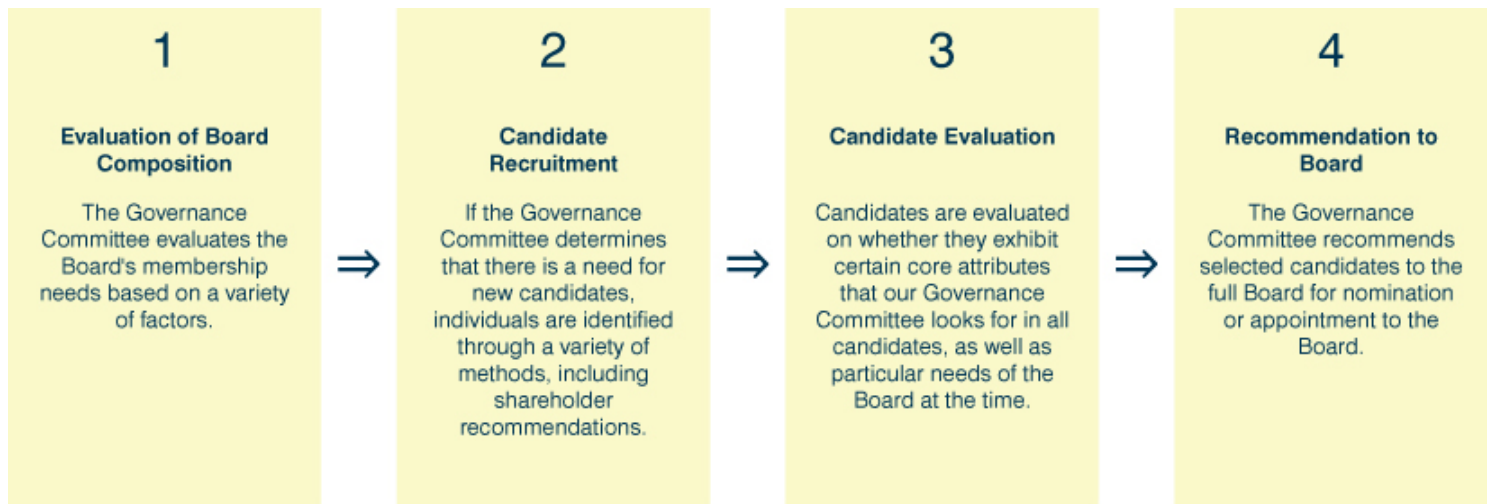 1
Evaluation of Board
Composition
The Governance
Committee evaluates the
Board's membership
needs based on a variety
of factors.
⇒
2
Candidate
Recruitment
If the Governance
Committee determines
that there is a need for
new candidates,
individuals are identified
through a variety of
methods, including
shareholder
recommendations.
⇒
3
Candidate Evaluation
Candidates are evaluated
on whether they exhibit
certain core attributes
that our Governance
Committee looks for in all
candidates, as well as
particular needs of the
Board at the time.
⇒
4
Recommendation to
Board
The Governance
Committee recommends
selected candidates to the
full Board for nomination
or appointment to the
Board.